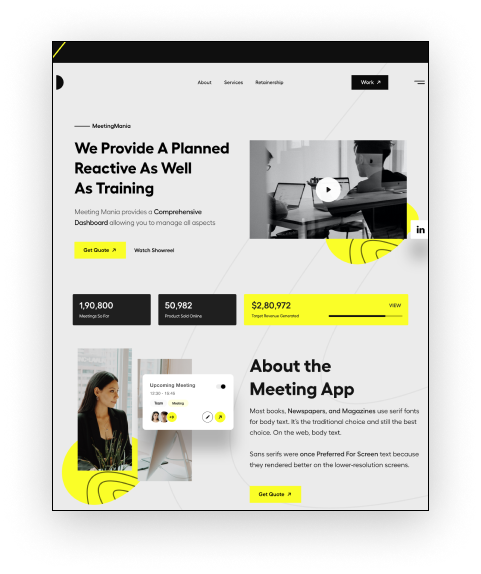 About Services Retainership Work
MeetingMania
We Provide A Planned
Reactive As Well
As Training
Meeting Mania provides a Comprehensive
Dashboard allowing you to manage all aspects
Get Quote Watch Showreel
in
1,90,800
Meetings So Far
50,982
Product Sold Online
$2,80,972
Target Revenue Generated
VIEW
Upcoming Meeting
13:30 - 15:45
Team Meeting
About the
Meeting App
Most books, Newspapers, and Magazines use serif fonts
for body text. It's the traditional choice and still the best
choice. On the web, body text.
Sans serifs were once Preferred For Screen text because
they rendered better on the lower-resolution screens.
Get Quote